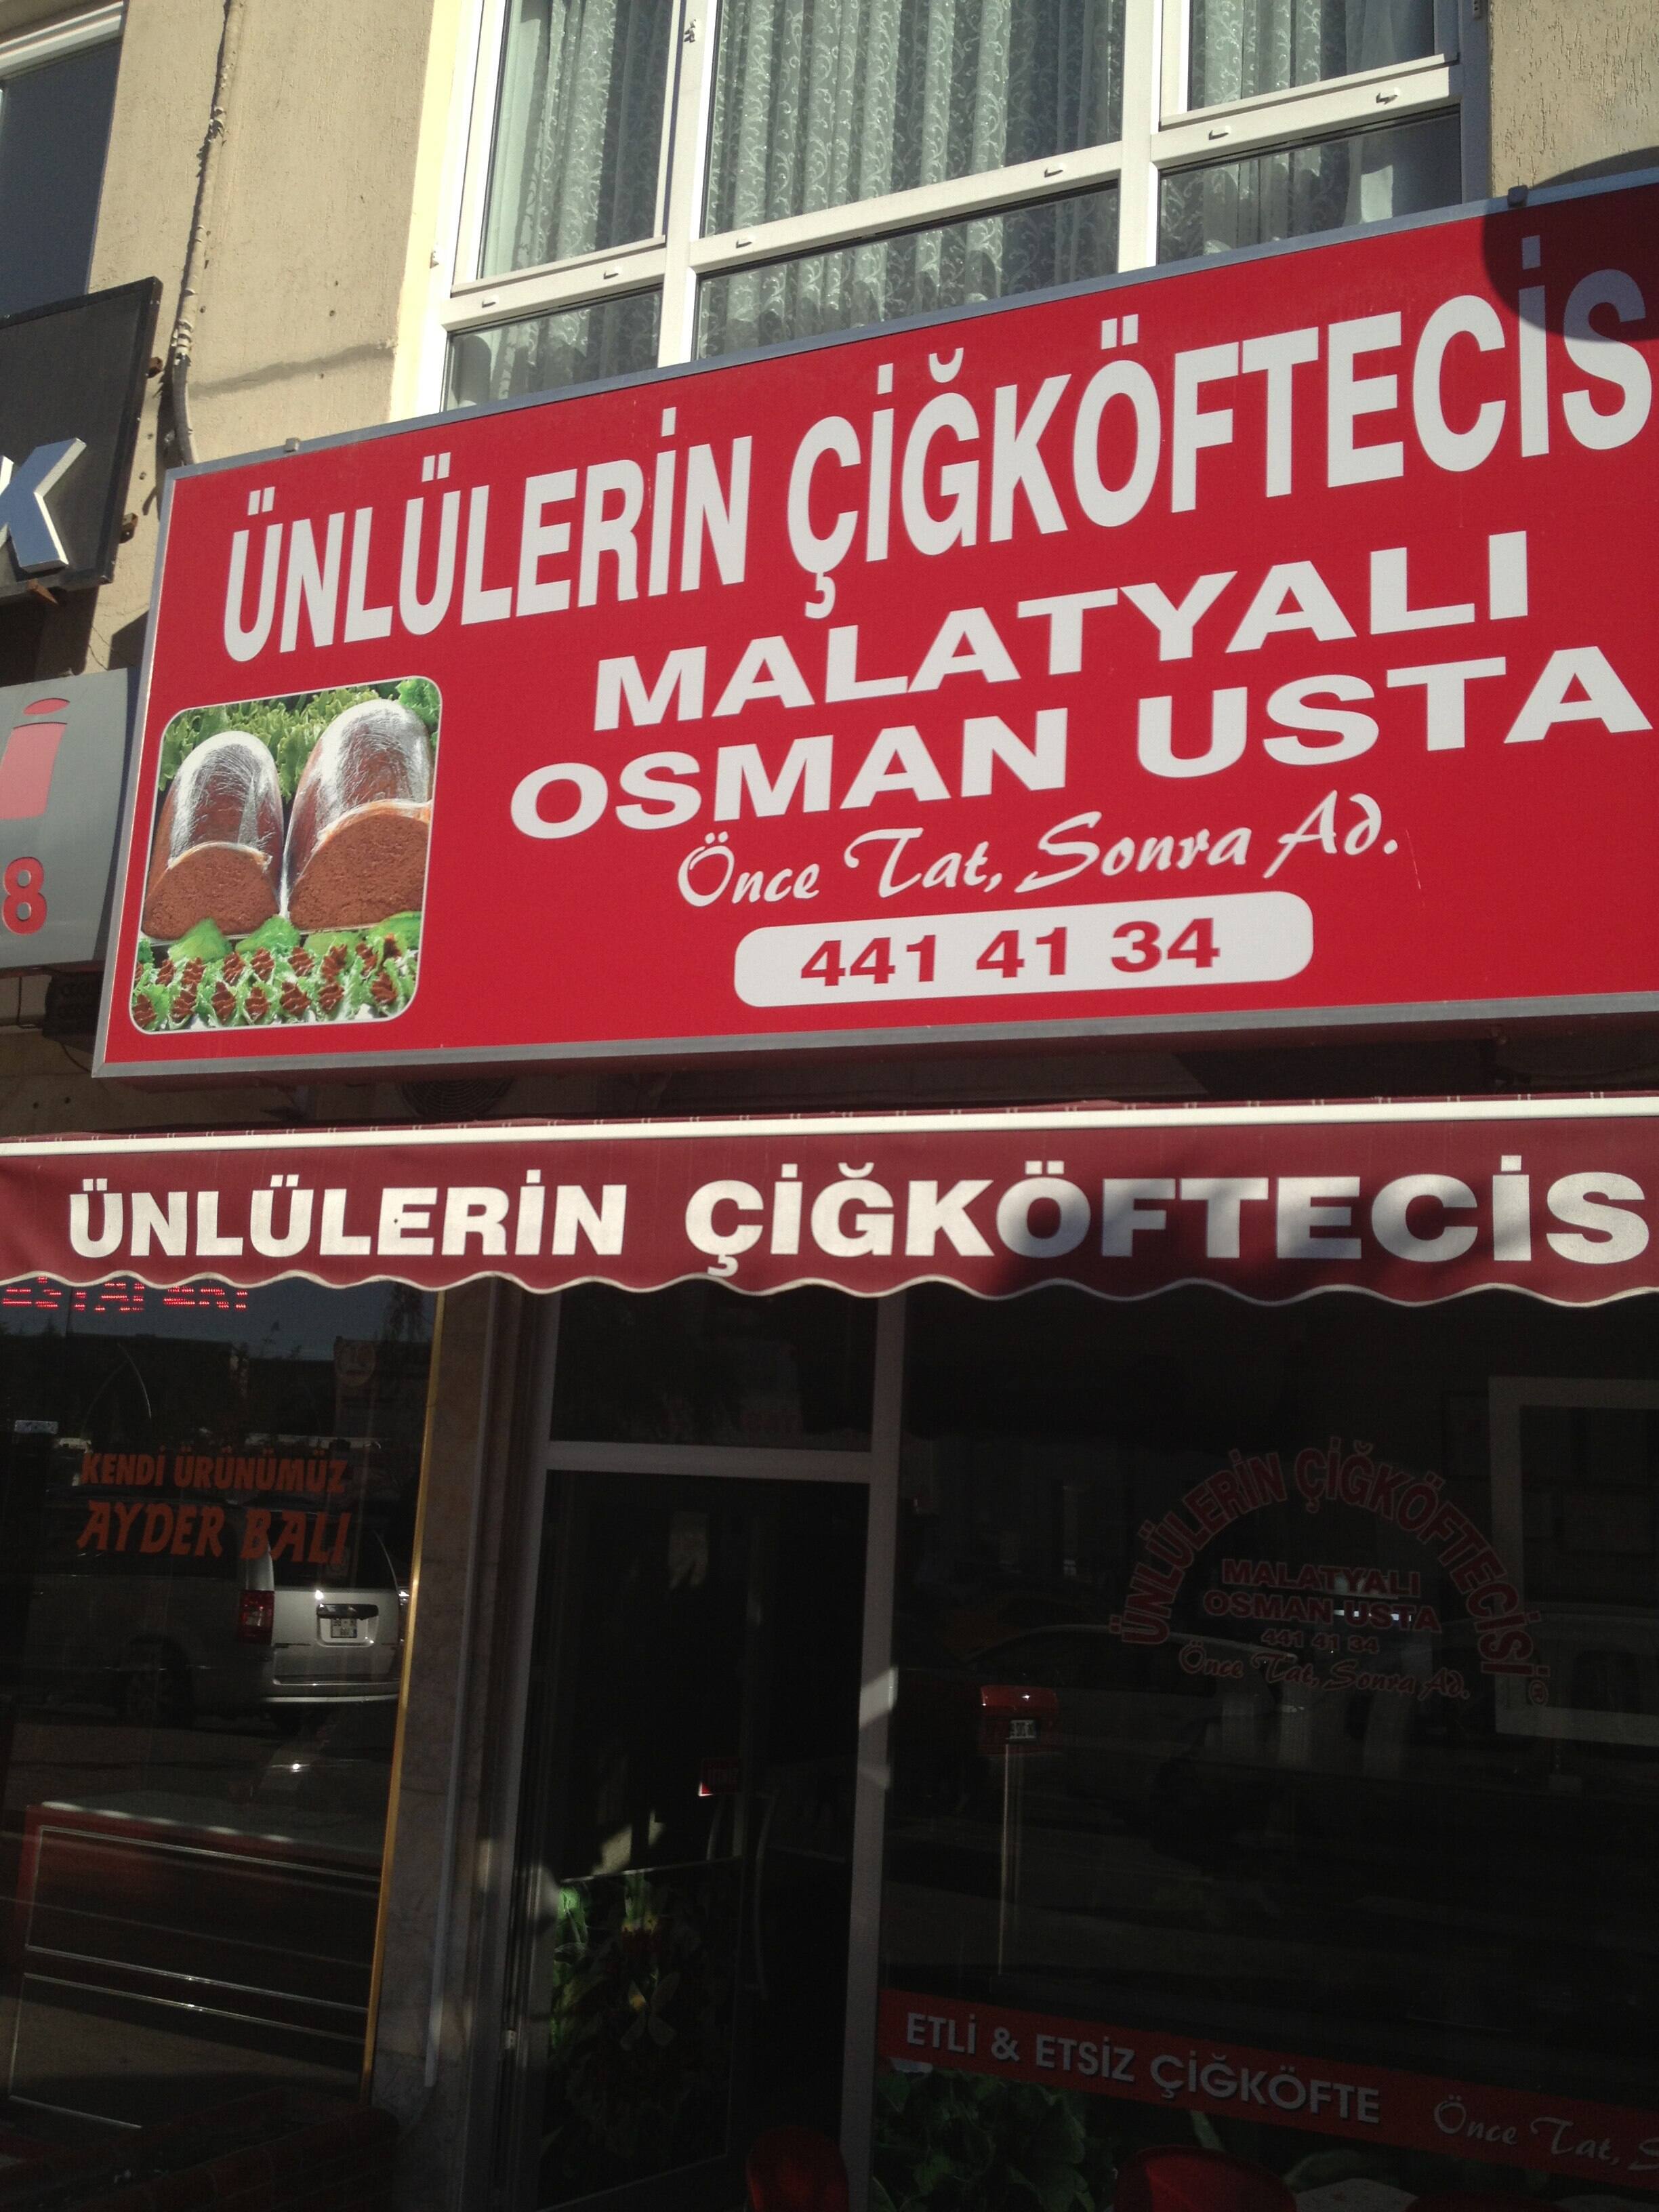 K
8
ÜNLÜLERİN ÇİĞKÖFTECİS
MALATYALI
OSMAN USTA
Önce Tat, Sonra Ad.
441 41 34
ÜNLÜLERİN ÇİĞKÖFTECİS
KENDİ ÜRÜNÜMÜZ
AYDER BALI
ÜNLÜLERİN ÇİĞKÖFTECİSİ®
MALATYALI
OSMAN USTA
441 41 34
Önce Tat, Sonra Ad.
ETLİ & ETSİZ ÇİĞKÖFTE Önce Tat, S